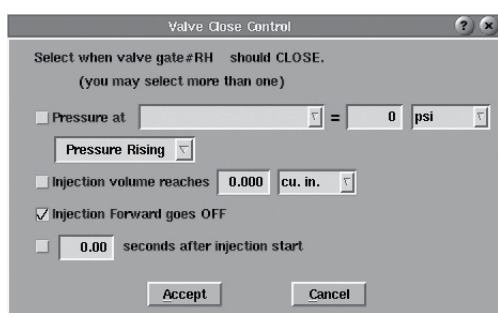 Valve Close Control ? x
Select when valve gate#RH should CLOSE.
(you may select more than one)
Pressure at = 0 psi
Pressure Rising
Injection volume reaches 0.000 cu. in.
Injection Forward goes OFF
0.00 seconds after injection start
Accept Cancel